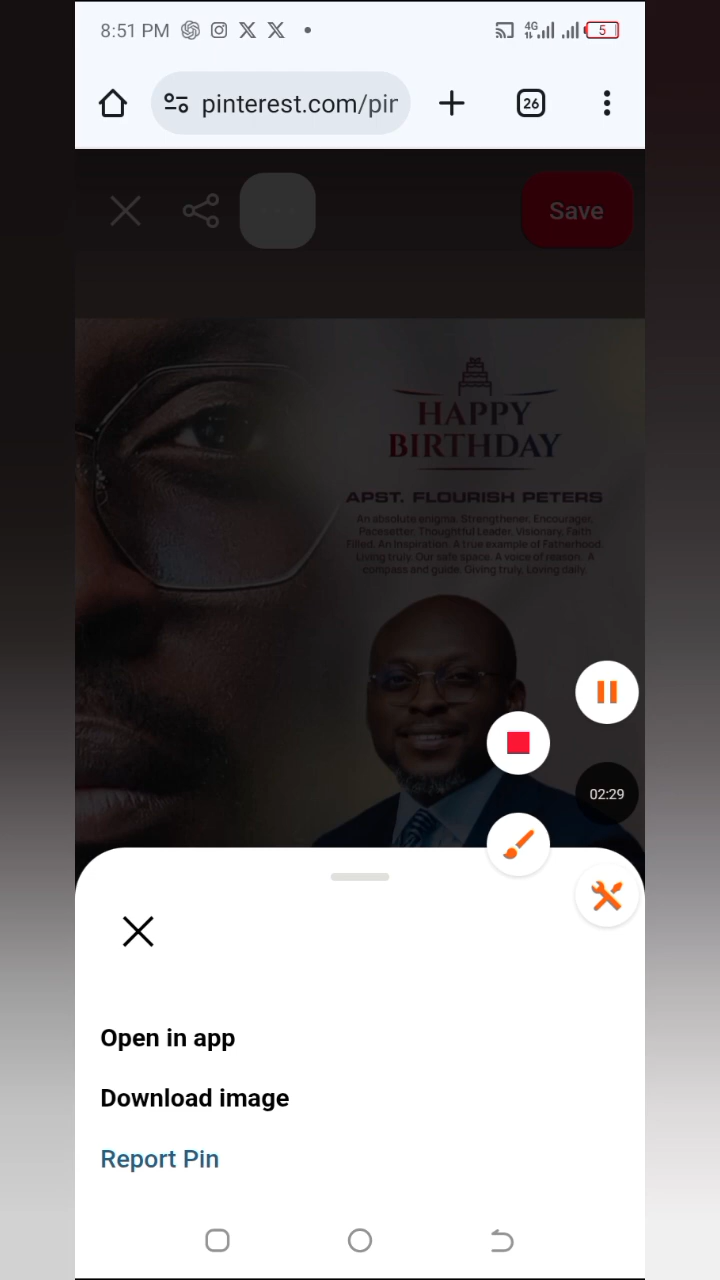 8:51 PM
4G
5
pinterest.com/pin
26
Save
HAPPY
BIRTHDAY
APST. FLOURISH PETERS
An absolute enigma. Strengthener, Encourager,
Pacesetter, Thoughtful Leader, Visionary, Faith
Filled. An Inspiration. A true example of Fatherhood.
Living truly. Our safe space. A voice of reason. A
compass and guide. Giving truly, Loving daily.
02:29
Open in app
Download image
Report Pin